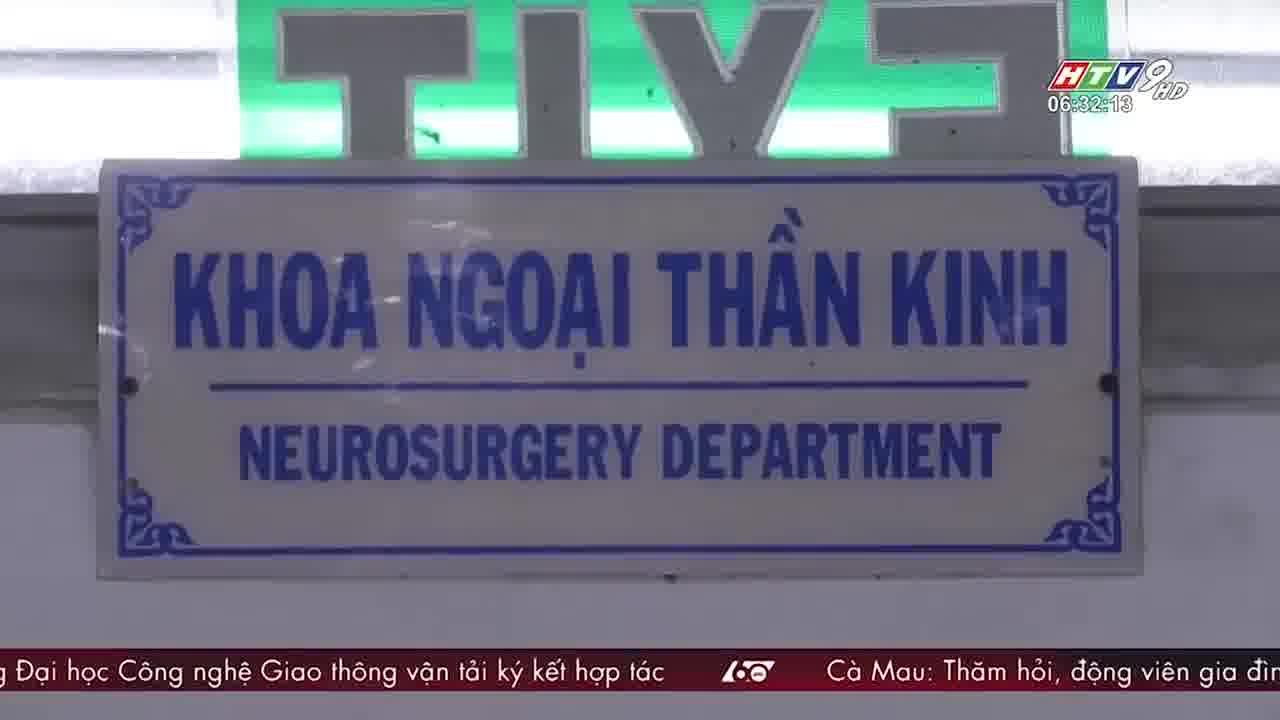 HTV9 HD
06:32:13
KHOA NGOẠI THẦN KINH
NEUROSURGERY DEPARTMENT
Đại học Công nghệ Giao thông vận tải ký kết hợp tác
60
Cà Mau: Thăm hỏi, động viên gia